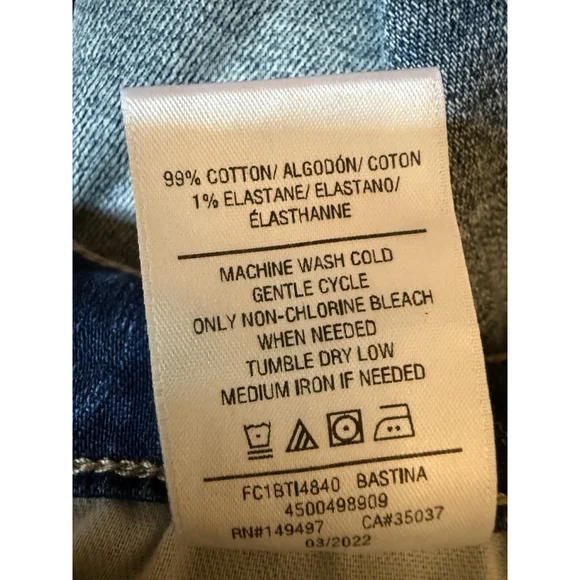 99% COTTON/ ALGODÓN/ COTON
1% ELASTANE/ ELASTANO/
ÉLASTHANNE
MACHINE WASH COLD
GENTLE CYCLE
ONLY NON-CHLORINE BLEACH
WHEN NEEDED
TUMBLE DRY LOW
MEDIUM IRON IF NEEDED
FC1BTI4840 BASTINA
4500498909
RN#149497 CA#35037
03/2022